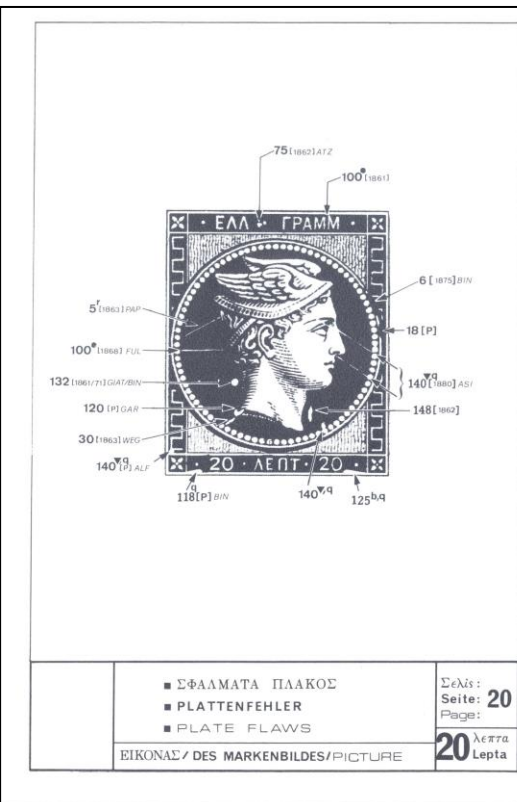 75[1862]ATZ
100•[1861]
ΕΛΛ • ΓΡΑΜΜ •
6[1875]BIN
5ʳ[1863]PAP
18[P]
100•[1868] FUL
132[1861/71]GIAT/BIN
140▼,q[1880]ASI
120[P]GAR
148[1862]
30[1863]WEG
140▼,q[P]ALF
• 20 • ΛΕΠΤ • 20 •
118q[P]BIN
140▼,q
125b,q
■ ΣΦΑΛΜΑΤΑ ΠΛΑΚΟΣ
■ PLATTENFEHLER
■ PLATE FLAWS
Σελίς:
Seite: 20
Page:
ΕΙΚΟΝΑΣ/DES MARKENBILDES/PICTURE
20 λεπτα
Lepta